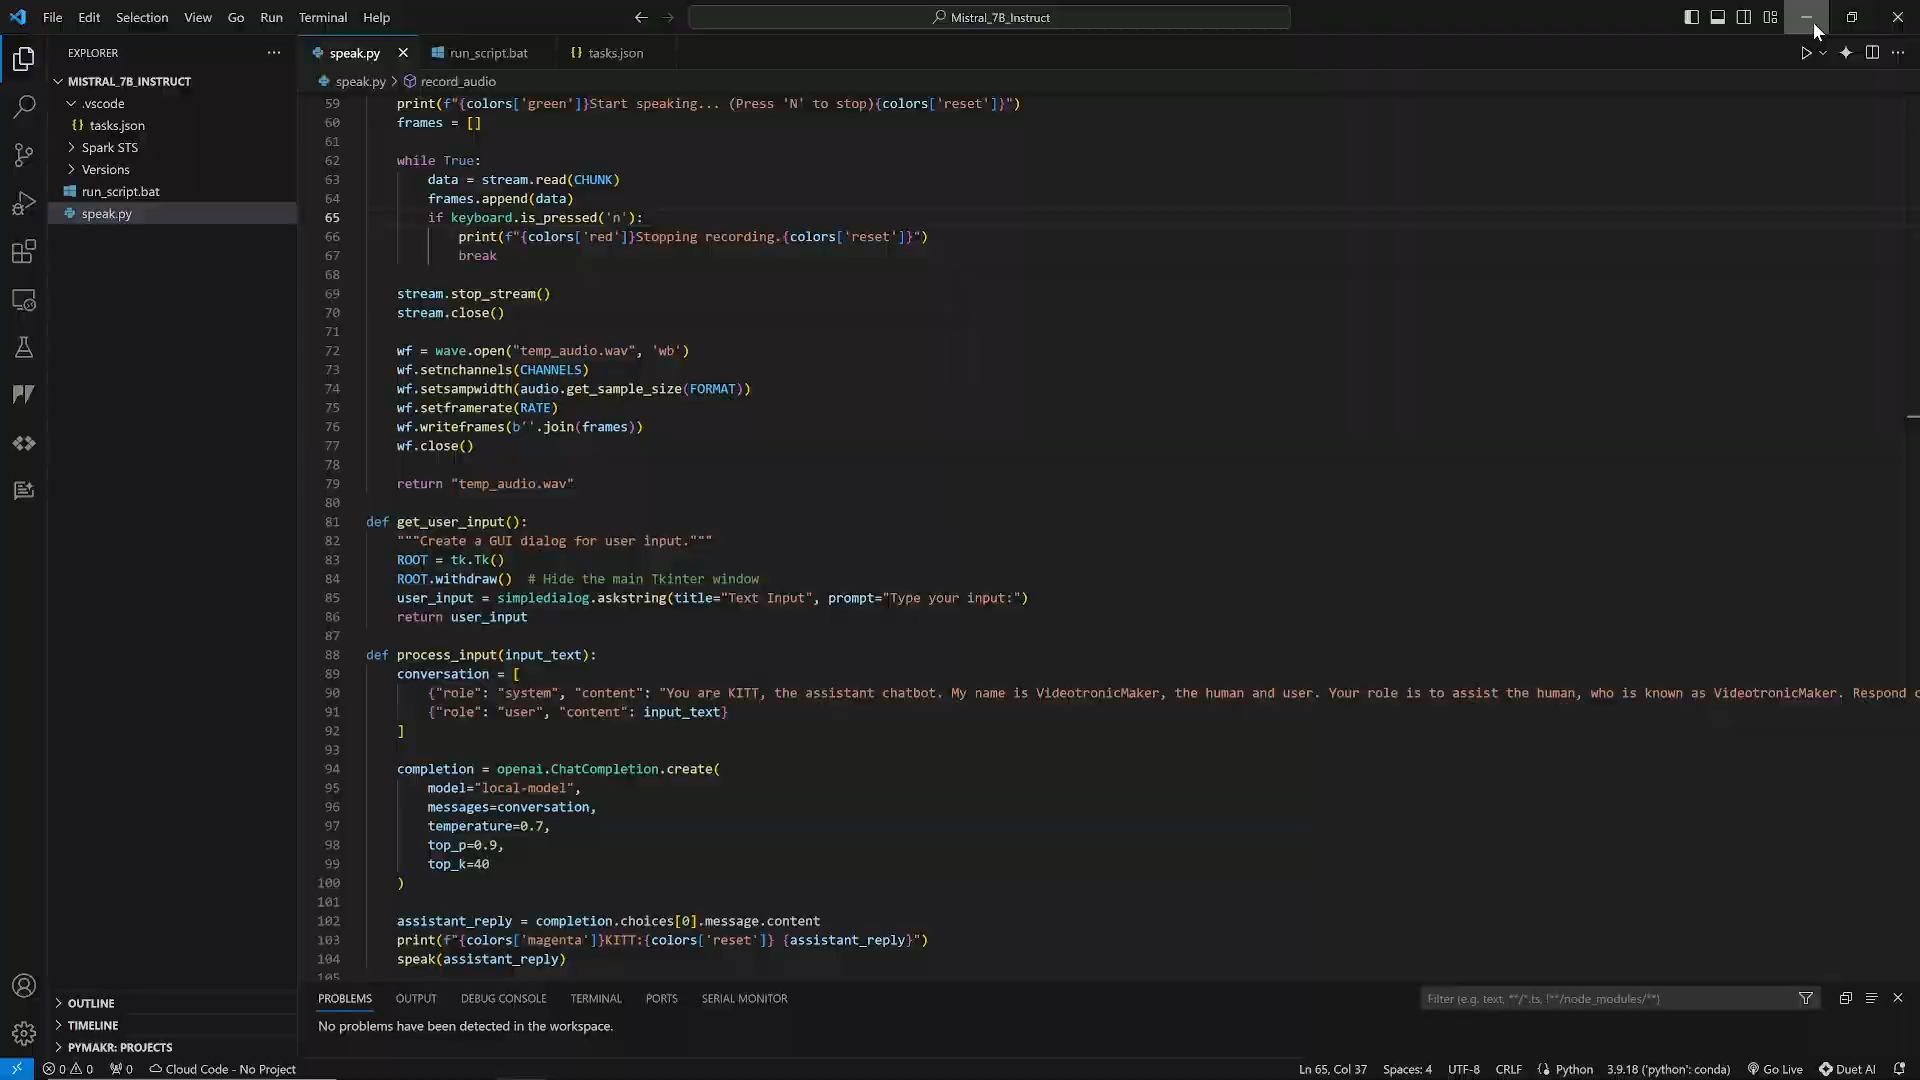 File Edit Selection View Go Run Terminal Help
Mistral_7B_Instruct
EXPLORER
speak.py
run_script.bat
{} tasks.json
MISTRAL_7B_INSTRUCT
.vscode
{} tasks.json
Spark STS
Versions
run_script.bat
speak.py
speak.py > record_audio
59 print(f"{colors['green']}Start speaking... (Press 'N' to stop){colors['reset']}")
60 frames = []
61
62 while True:
63 data = stream.read(CHUNK)
64 frames.append(data)
65 if keyboard.is_pressed('n'):
66 print(f"{colors['red']}Stopping recording.{colors['reset']}")
67 break
68
69 stream.stop_stream()
70 stream.close()
71
72 wf = wave.open("temp_audio.wav", 'wb')
73 wf.setnchannels(CHANNELS)
74 wf.setsampwidth(audio.get_sample_size(FORMAT))
75 wf.setframerate(RATE)
76 wf.writeframes(b''.join(frames))
77 wf.close()
78
79 return "temp_audio.wav"
80
81 def get_user_input():
82 """Create a GUI dialog for user input."""
83 ROOT = tk.Tk()
84 ROOT.withdraw() # Hide the main Tkinter window
85 user_input = simpledialog.askstring(title="Text Input", prompt="Type your input:")
86 return user_input
87
88 def process_input(input_text):
89 conversation = [
90 {"role": "system", "content": "You are KITT, the assistant chatbot. My name is VideotronicMaker, the human and user. Your role is to assist the human, who is known as VideotronicMaker. Respond
91 {"role": "user", "content": input_text}
92 ]
93
94 completion = openai.ChatCompletion.create(
95 model="local-model",
96 messages=conversation,
97 temperature=0.7,
98 top_p=0.9,
99 top_k=40
100 )
101
102 assistant_reply = completion.choices[0].message.content
103 print(f"{colors['magenta']}KITT:{colors['reset']} {assistant_reply}")
104 speak(assistant_reply)
105
OUTLINE
TIMELINE
PYMAKR: PROJECTS
PROBLEMS OUTPUT DEBUG CONSOLE TERMINAL PORTS SERIAL MONITOR
Filter (e.g. text, **/*.ts, !**/node_modules/**)
No problems have been detected in the workspace.
0 0 0 Cloud Code - No Project
Ln 65, Col 37 Spaces: 4 UTF-8 CRLF {} Python 3.9.18 ('python': conda) Go Live Duet AI